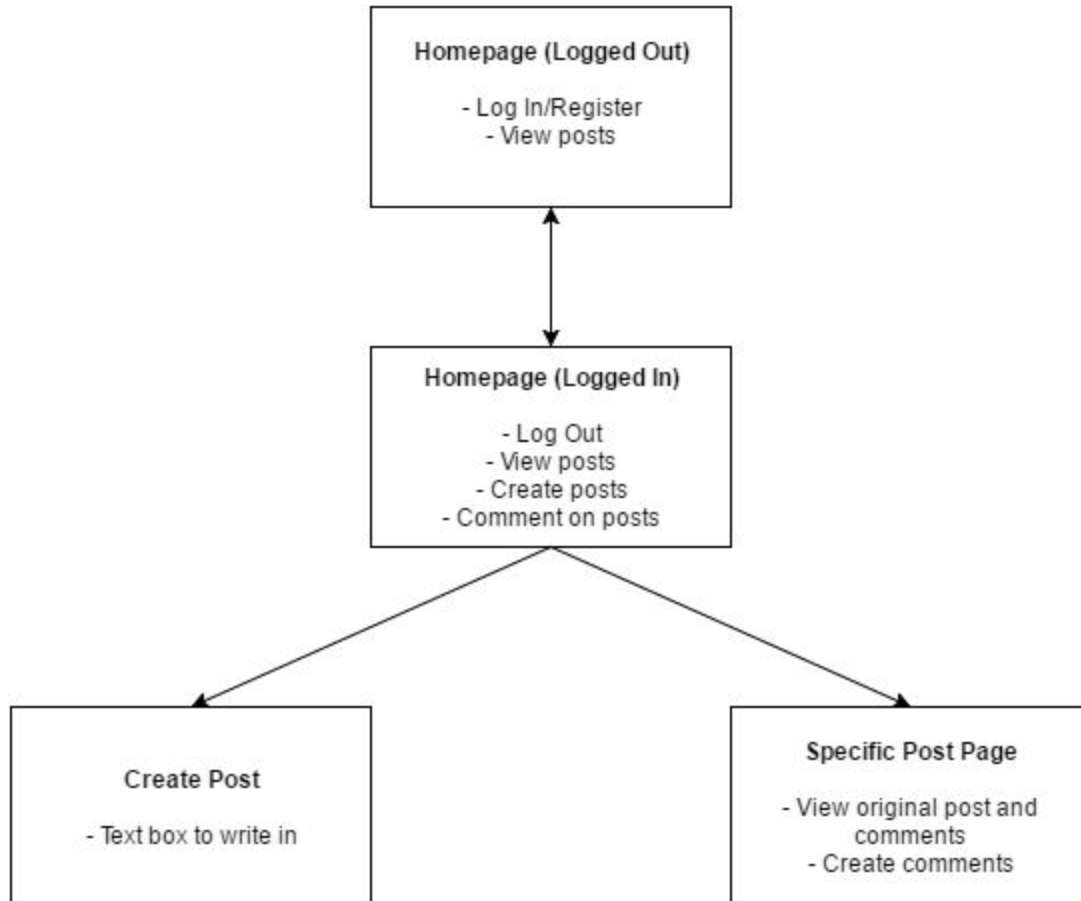 Homepage (Logged Out)
- Log In/Register
- View posts
Homepage (Logged In)
- Log Out
- View posts
- Create posts
- Comment on posts
Create Post
- Text box to write in
Specific Post Page
- View original post and
comments
- Create comments